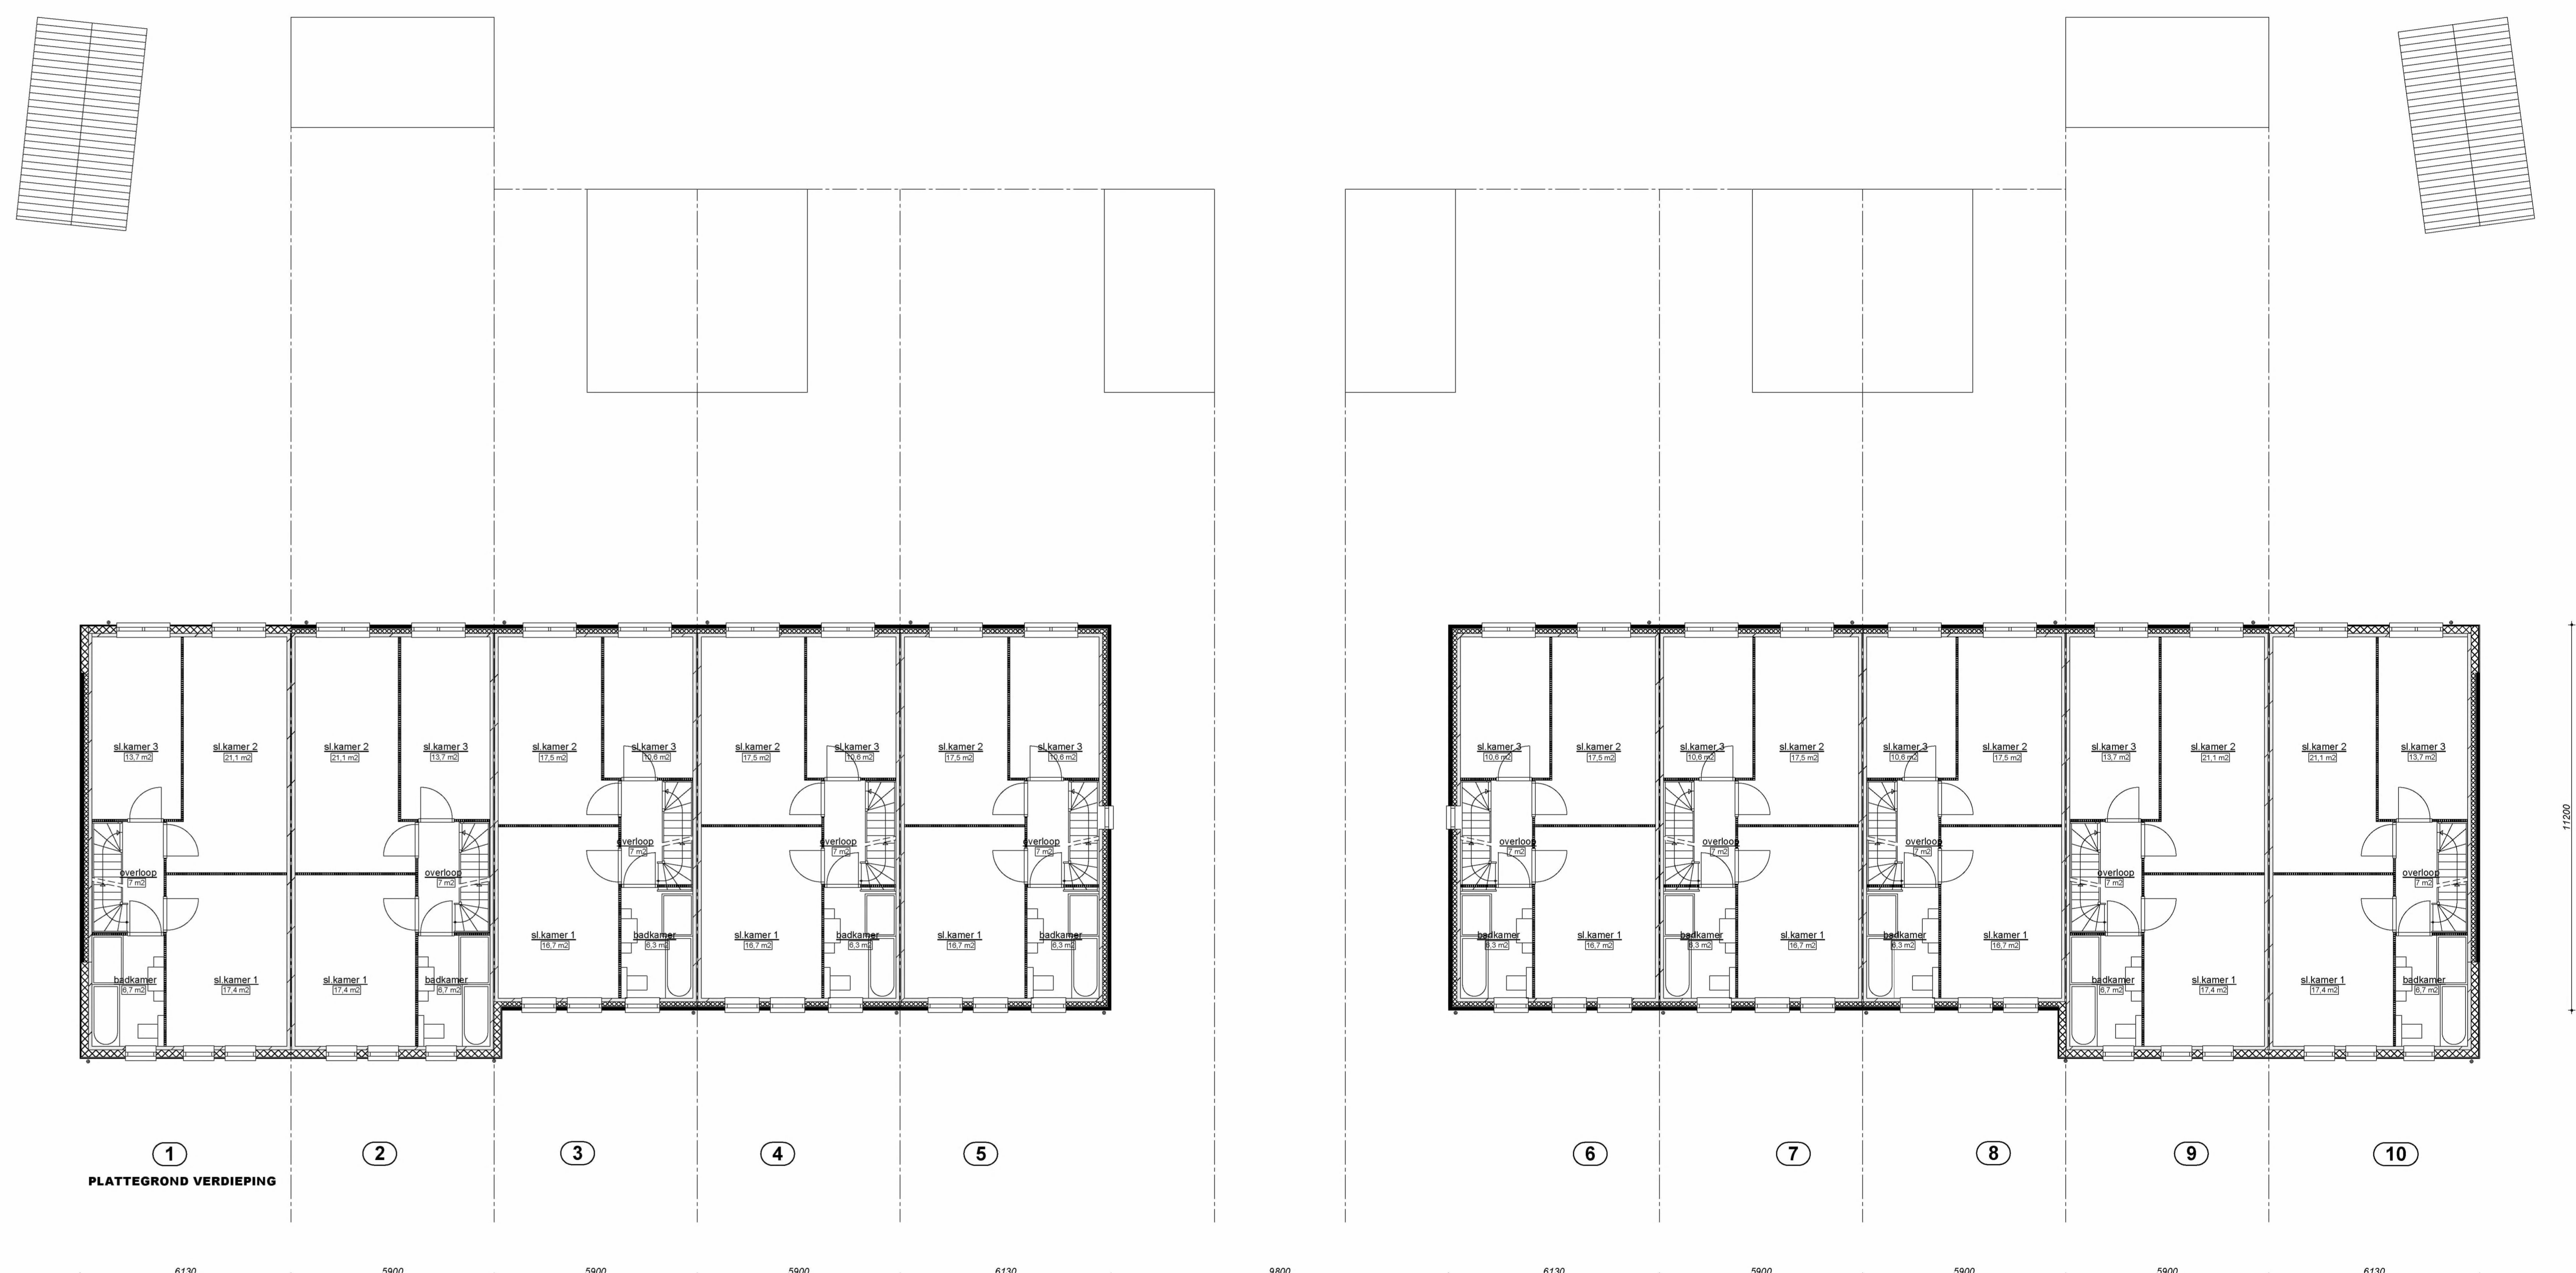 sl.kamer 3
13,7 m2
sl.kamer 2
21,1 m2
sl.kamer 2
21,1 m2
sl.kamer 3
13,7 m2
sl.kamer 2
17,5 m2
sl.kamer 3
10,6 m2
sl.kamer 2
17,5 m2
sl.kamer 3
10,6 m2
sl.kamer 2
17,5 m2
sl.kamer 3
10,6 m2
sl.kamer 3
10,6 m2
sl.kamer 2
17,5 m2
sl.kamer 3
10,6 m2
sl.kamer 2
17,5 m2
sl.kamer 3
10,6 m2
sl.kamer 2
17,5 m2
sl.kamer 3
13,7 m2
sl.kamer 2
21,1 m2
sl.kamer 2
21,1 m2
sl.kamer 3
13,7 m2
11200
overloop
7 m2
overloop
7 m2
overloop
7 m2
overloop
7 m2
overloop
7 m2
overloop
7 m2
overloop
7 m2
overloop
7 m2
overloop
7 m2
overloop
7 m2
sl.kamer 1
16,7 m2
badkamer
6,3 m2
sl.kamer 1
16,7 m2
badkamer
6,3 m2
sl.kamer 1
16,7 m2
badkamer
6,3 m2
badkamer
6,3 m2
sl.kamer 1
16,7 m2
badkamer
6,3 m2
sl.kamer 1
16,7 m2
badkamer
6,3 m2
sl.kamer 1
16,7 m2
badkamer
6,7 m2
sl.kamer 1
17,4 m2
sl.kamer 1
17,4 m2
badkamer
6,7 m2
badkamer
6,7 m2
sl.kamer 1
17,4 m2
sl.kamer 1
17,4 m2
badkamer
6,7 m2
1 2 3 4 5 6 7 8 9 10
PLATTEGROND VERDIEPING
6130 5900 5900 5900 6130 9800 6130 5900 5900 5900 6130